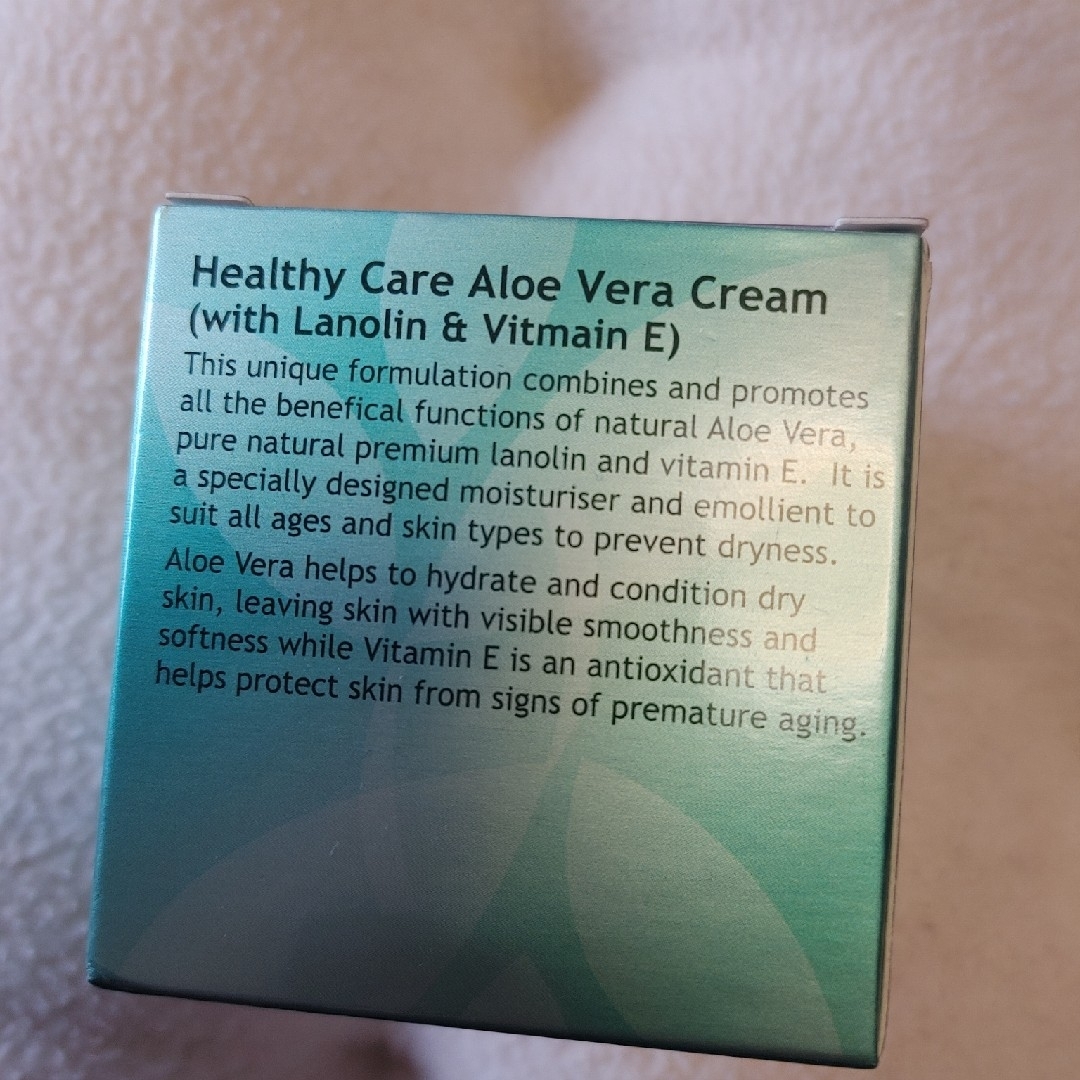 Healthy Care Aloe Vera Cream
(with Lanolin & Vitmain E)
This unique formulation combines and promotes
all the benefical functions of natural Aloe Vera,
pure natural premium lanolin and vitamin E. It is
a specially designed moisturiser and emollient to
suit all ages and skin types to prevent dryness.
Aloe Vera helps to hydrate and condition dry
skin, leaving skin with visible smoothness and
softness while Vitamin E is an antioxidant that
helps protect skin from signs of premature aging.